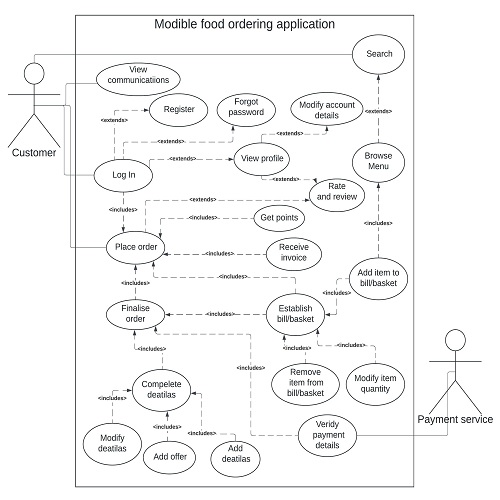 Modible food ordering application
Search
View
communicatiions
Register
Forgot
password
Modify account
details
<extends>
<extends>
<extends>
<extends>
<extends>
View profile
Browse
Menu
Customer
Log In
<extends>
Rate
and review
<extends>
<includes>
<includes>
Get points
<includes>
Place order
Receive
invoice
<includes>
<includes>
Add item to
bill/basket
<includes>
<includes>
Finalise
order
<includes>
Establish
bill/basket
<includes>
<includes>
<includes>
<includes>
Compelete
deatilas
Remove
item from
bill/basket
Modify item
quantity
<includes>
<includes>
<includes>
Payment service
Modify
deatilas
Add offer
Add
deatilas
Veridy
payment
details